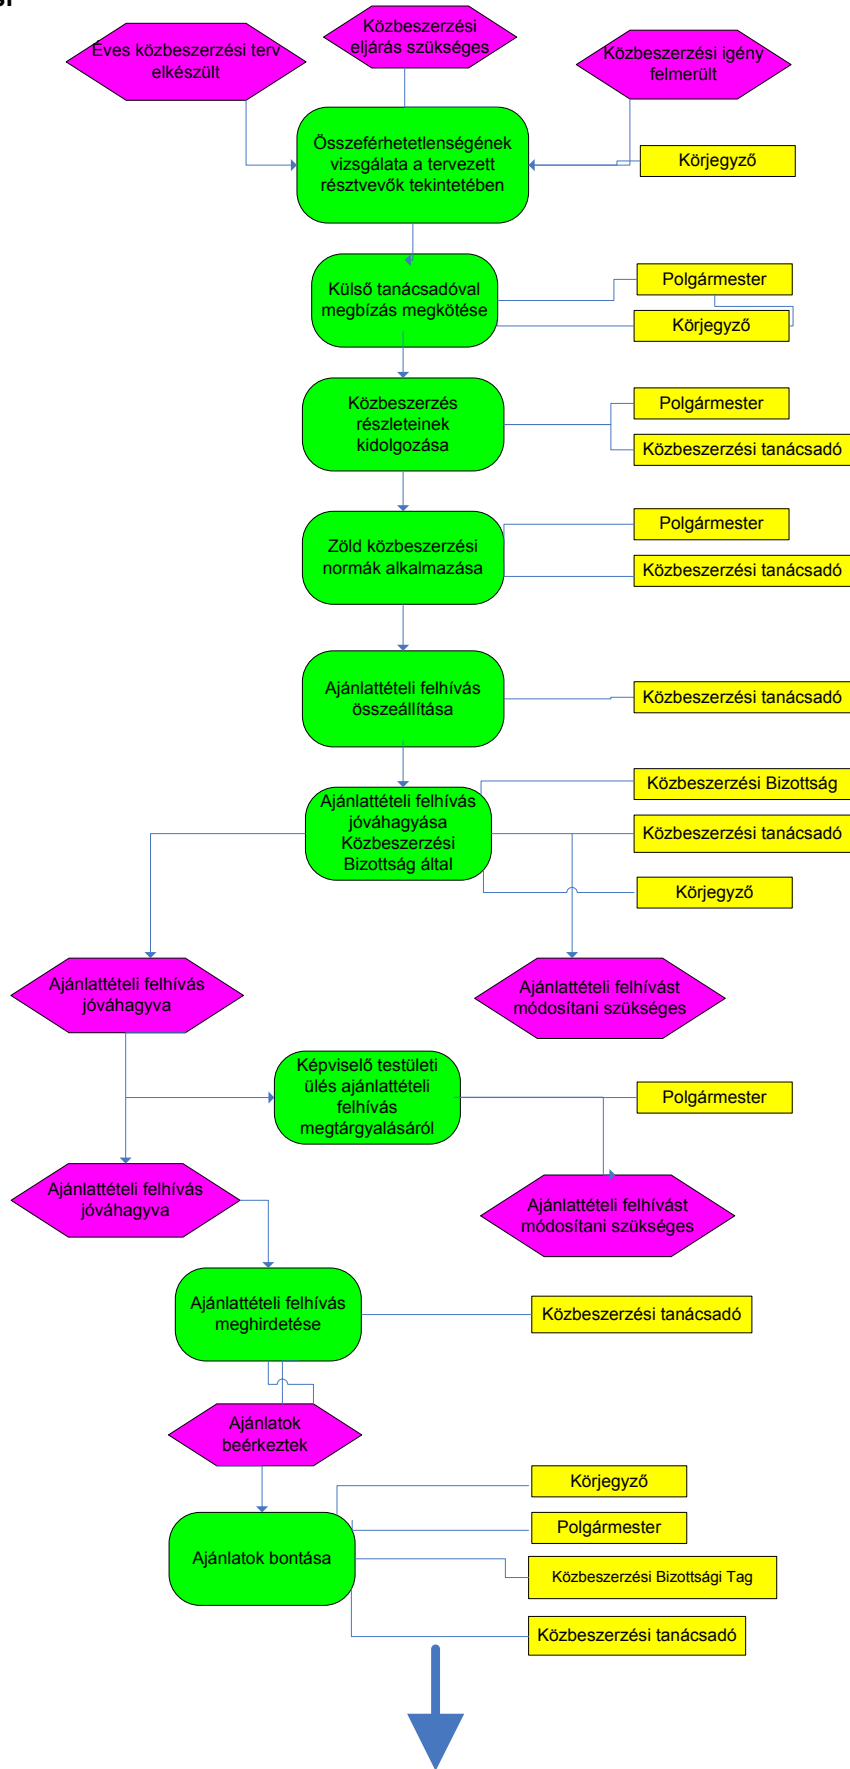 Közbeszerzési
eljárás szükséges
Éves közbeszerzési terv
elkészült
Közbeszerzési igény
felmerült
Összeférhetetlenségének
vizsgálata a tervezett
résztvevők tekintetében
Körjegyző
Külső tanácsadóval
megbízás megkötése
Polgármester
Körjegyző
Közbeszerzés
részleteinek
kidolgozása
Polgármester
Közbeszerzési tanácsadó
Zöld közbeszerzési
normák alkalmazása
Polgármester
Közbeszerzési tanácsadó
Ajánlattételi felhívás
összeállítása
Közbeszerzési tanácsadó
Ajánlattételi felhívás
jóváhagyása
Közbeszerzési
Bizottság által
Közbeszerzési Bizottság
Közbeszerzési tanácsadó
Körjegyző
Ajánlattételi felhívás
jóváhagyva
Ajánlattételi felhívást
módosítani szükséges
Képviselő testületi
ülés ajánlattételi
felhívás
megtárgyalásáról
Polgármester
Ajánlattételi felhívás
jóváhagyva
Ajánlattételi felhívást
módosítani szükséges
Ajánlattételi felhívás
meghirdetése
Közbeszerzési tanácsadó
Ajánlatok
beérkeztek
Ajánlatok bontása
Körjegyző
Polgármester
Közbeszerzési Bizottsági Tag
Közbeszerzési tanácsadó